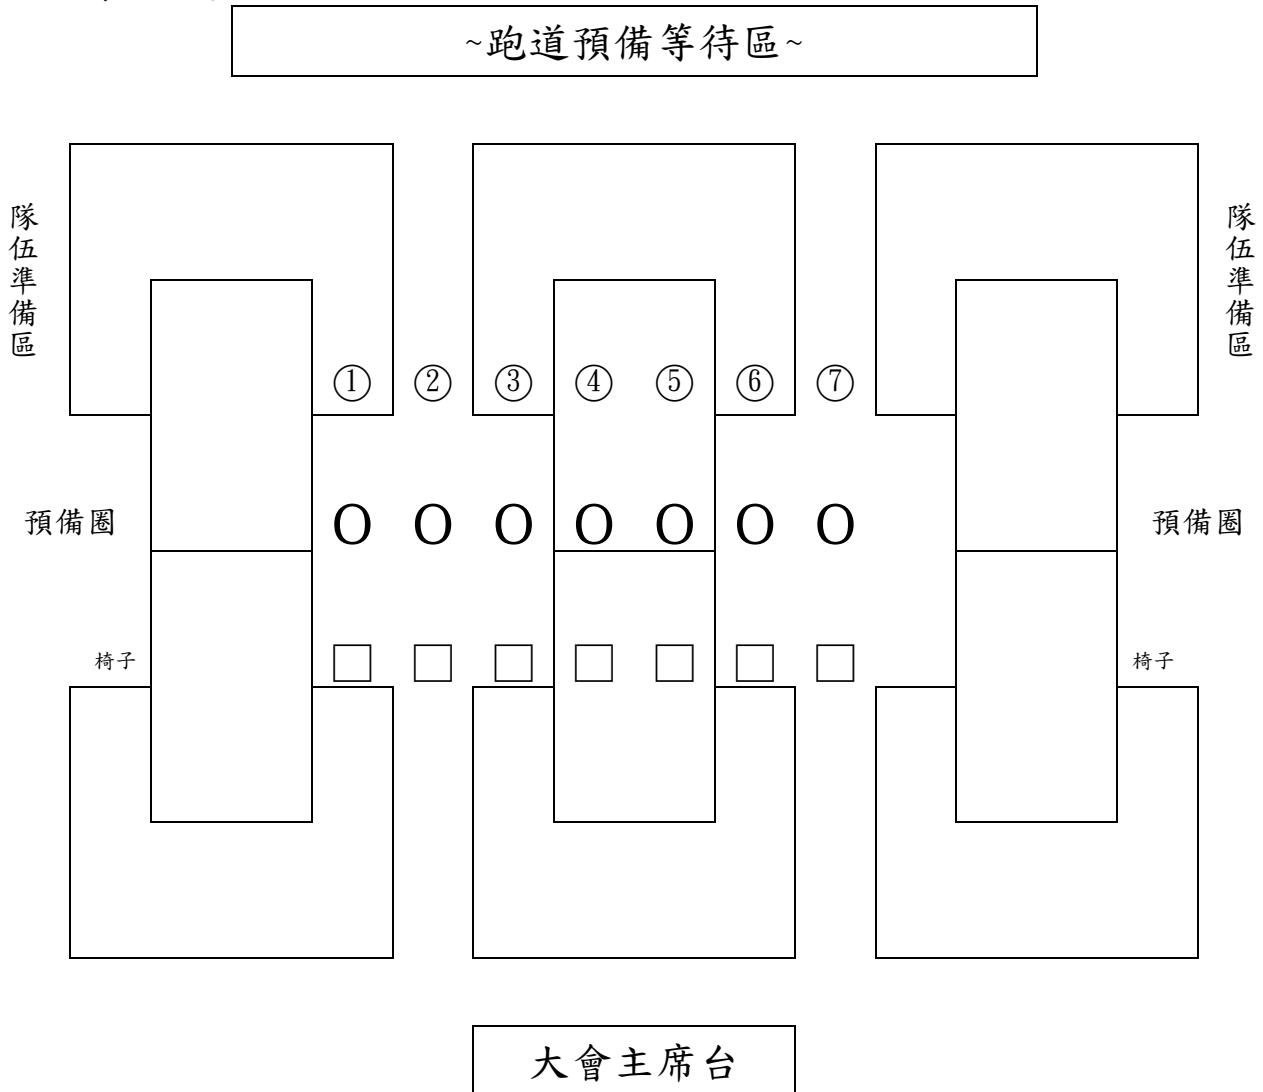 ~跑道預備等待區~
隊伍準備區
隊伍準備區
① ② ③ ④ ⑤ ⑥ ⑦
預備圈 O O O O O O O 預備圈
椅子 □ □ □ □ □ □ □ 椅子
大會主席台